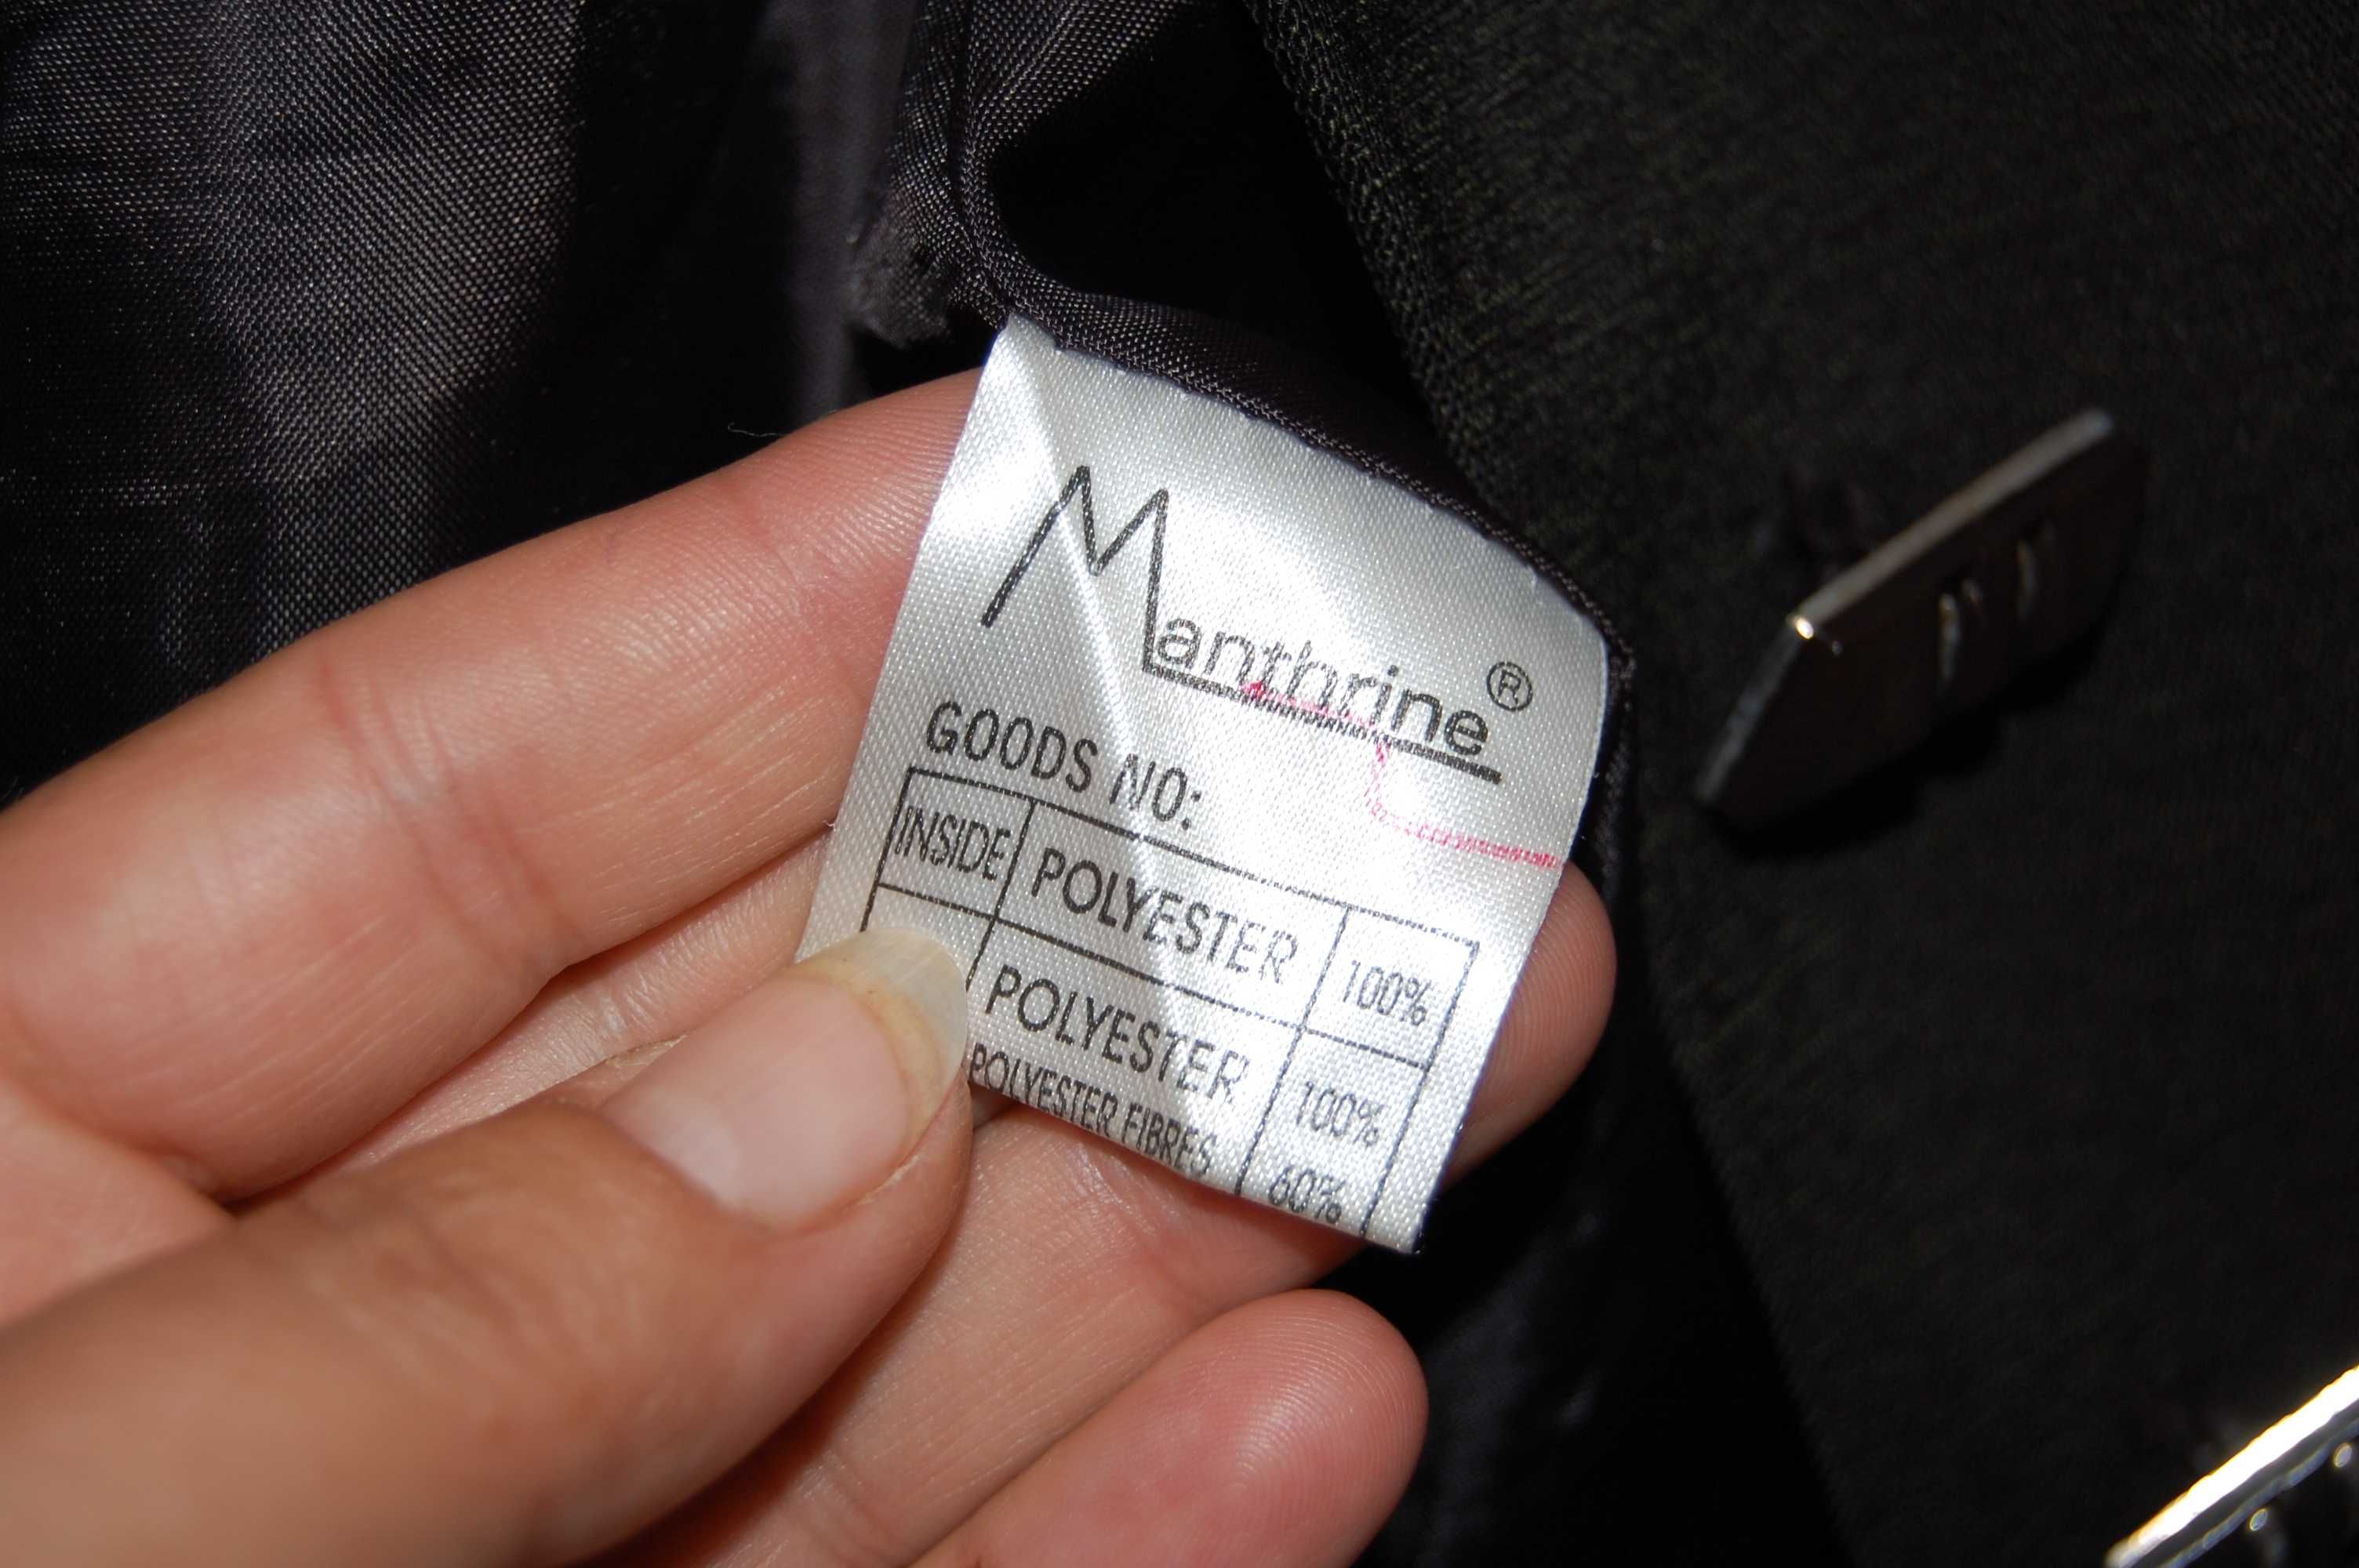 Manthrine®
GOODS NO:
INSIDE POLYESTER 100%
POLYESTER 100%
POLYESTER FIBRES 60%